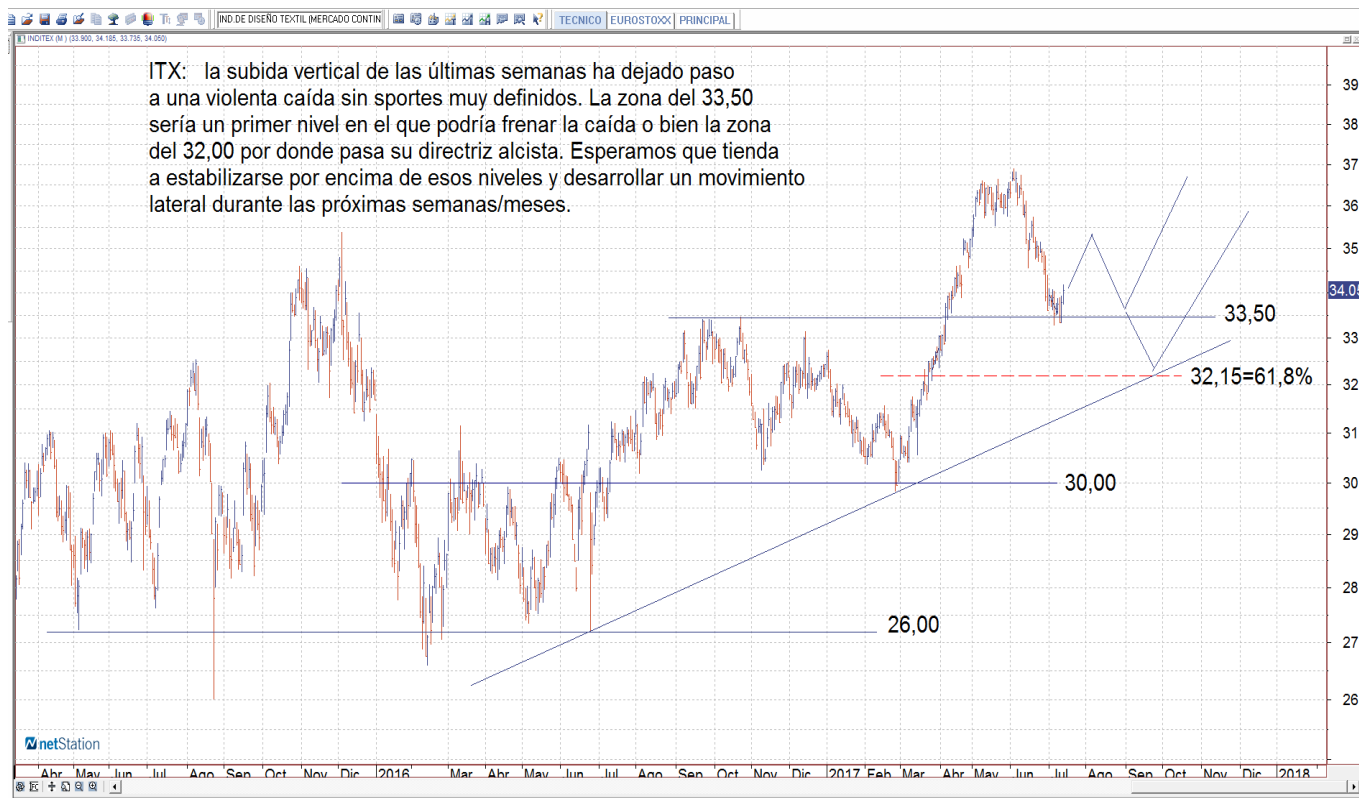 IND.DE DISEÑO TEXTIL (MERCADO CONTIN
TECNICO EUROSTOXX PRINCIPAL
INDITEX (M ) (33.900, 34.185, 33.735, 34.050)
ITX: la subida vertical de las últimas semanas ha dejado paso
a una violenta caída sin sportes muy definidos. La zona del 33,50
sería un primer nivel en el que podría frenar la caída o bien la zona
del 32,00 por donde pasa su directriz alcista. Esperamos que tienda
a estabilizarse por encima de esos niveles y desarrollar un movimiento
lateral durante las próximas semanas/meses.
39
38
37
36
35
34.05
33,50
33
32,15=61,8%
32
31
30,00
30
29
28
26,00
27
26
netStation
Abr May Jun Jul Ago Sep Oct Nov Dic 2016 Mar Abr May Jun Jul Ago Sep Oct Nov Dic 2017 Feb Mar Abr May Jun Jul Ago Sep Oct Nov Dic 2018